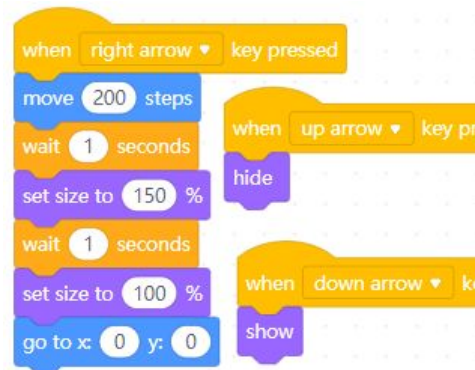 when right arrow key pressed
move 200 steps
wait 1 seconds
set size to 150 %
wait 1 seconds
set size to 100 %
go to x: 0 y: 0
when up arrow key
hide
when down arrow
show